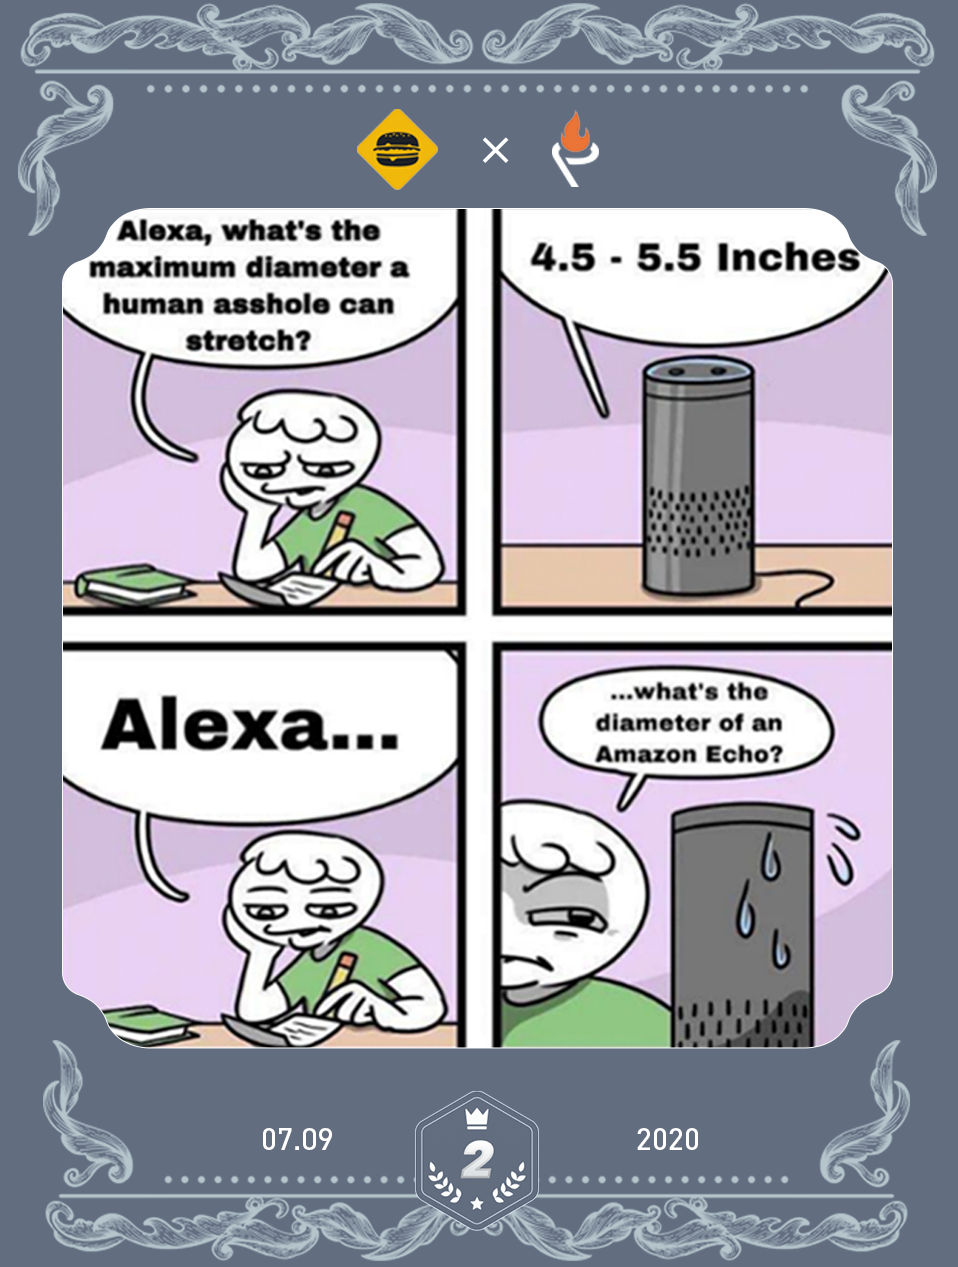 Alexa, what's the
maximum diameter a
human asshole can
stretch?
4.5 - 5.5 Inches
Alexa...
...what's the
diameter of an
Amazon Echo?
07.09
2
2020